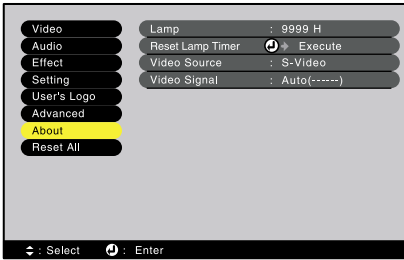 Video
Audio
Effect
Setting
User's Logo
Advanced
About
Reset All
Lamp : 9999 H
Reset Lamp Timer Execute
Video Source : S-Video
Video Signal : Auto(------)
: Select : Enter